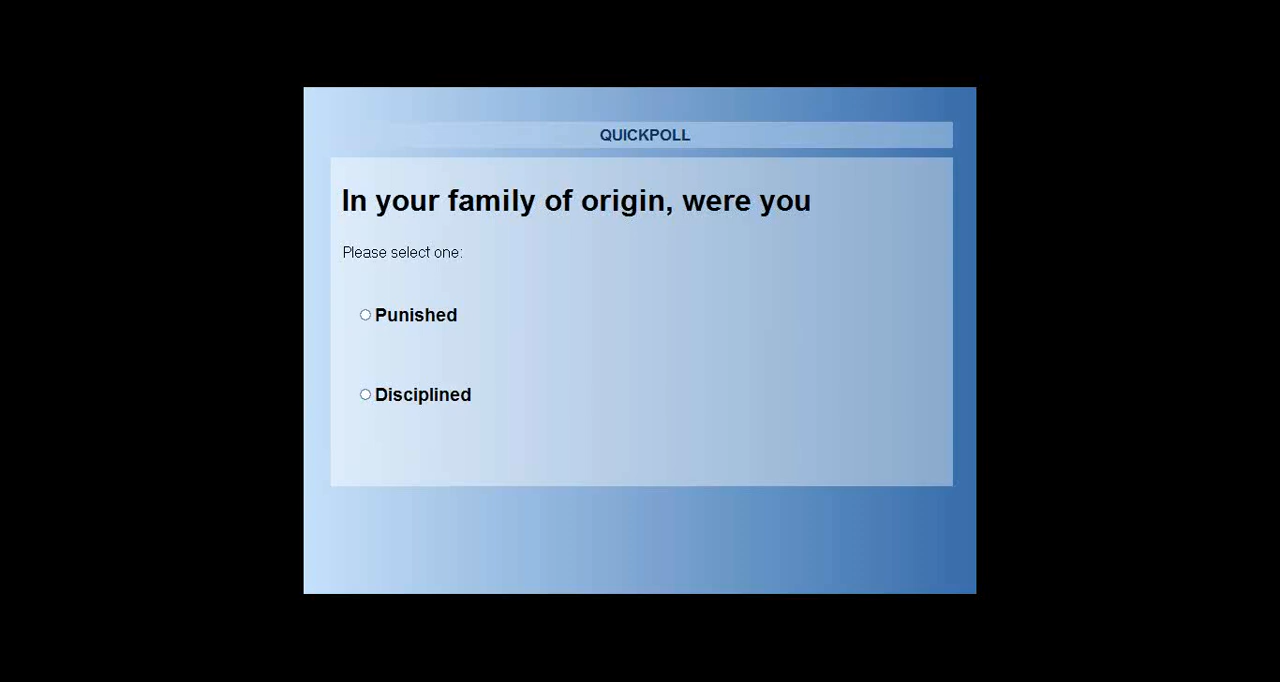 QUICKPOLL
In your family of origin, were you
Please select one:
Punished
Disciplined